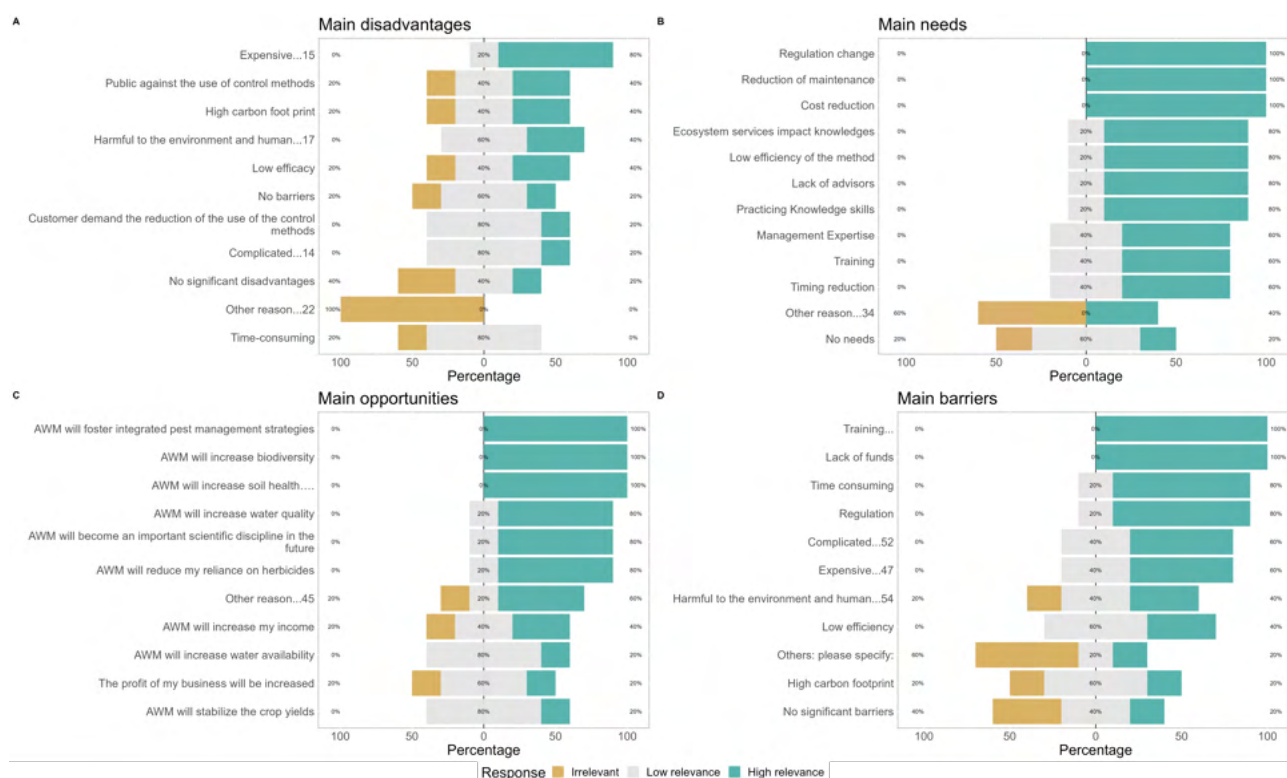 A Main disadvantages
Expensive...15 0% 20% 80%
Public against the use of control methods 20% 40% 40%
High carbon foot print 20% 40% 40%
Harmful to the environment and human...17 0% 60% 40%
Low efficacy 20% 40% 40%
No barriers 20% 60% 20%
Customer demand the reduction of the use of the control
methods 0% 80% 20%
Complicated...14 0% 80% 20%
No significant disadvantages 40% 40% 20%
Other reason...22 100% 0% 0%
Time-consuming 20% 80% 0%
100 50 0 50 100
Percentage
B Main needs
Regulation change 0% 0% 100%
Reduction of maintenance 0% 0% 100%
Cost reduction 0% 0% 100%
Ecosystem services impact knowledges 0% 20% 80%
Low efficiency of the method 0% 20% 80%
Lack of advisors 0% 20% 80%
Practicing Knowledge skills 0% 20% 80%
Management Expertise 0% 40% 60%
Training 0% 40% 60%
Timing reduction 0% 40% 60%
Other reason...34 60% 0% 40%
No needs 20% 60% 20%
100 50 0 50 100
Percentage
C Main opportunities
AWM will foster integrated pest management strategies 0% 0% 100%
AWM will increase biodiversity 0% 0% 100%
AWM will increase soil health.... 0% 0% 100%
AWM will increase water quality 0% 20% 80%
AWM will become an important scientific discipline in the
future 0% 20% 80%
AWM will reduce my reliance on herbicides 0% 20% 80%
Other reason...45 20% 20% 60%
AWM will increase my income 20% 40% 40%
AWM will increase water availability 0% 80% 20%
The profit of my business will be increased 20% 60% 20%
AWM will stabilize the crop yields 0% 80% 20%
100 50 0 50 100
Percentage
D Main barriers
Training... 0% 0% 100%
Lack of funds 0% 0% 100%
Time consuming 0% 20% 80%
Regulation 0% 20% 80%
Complicated...52 0% 40% 60%
Expensive...47 0% 40% 60%
Harmful to the environment and human...54 20% 40% 40%
Low efficiency 0% 60% 40%
Others: please specify: 60% 20% 20%
High carbon footprint 20% 60% 20%
No significant barriers 40% 40% 20%
100 50 0 50 100
Percentage
Response Irrelevant Low relevance High relevance